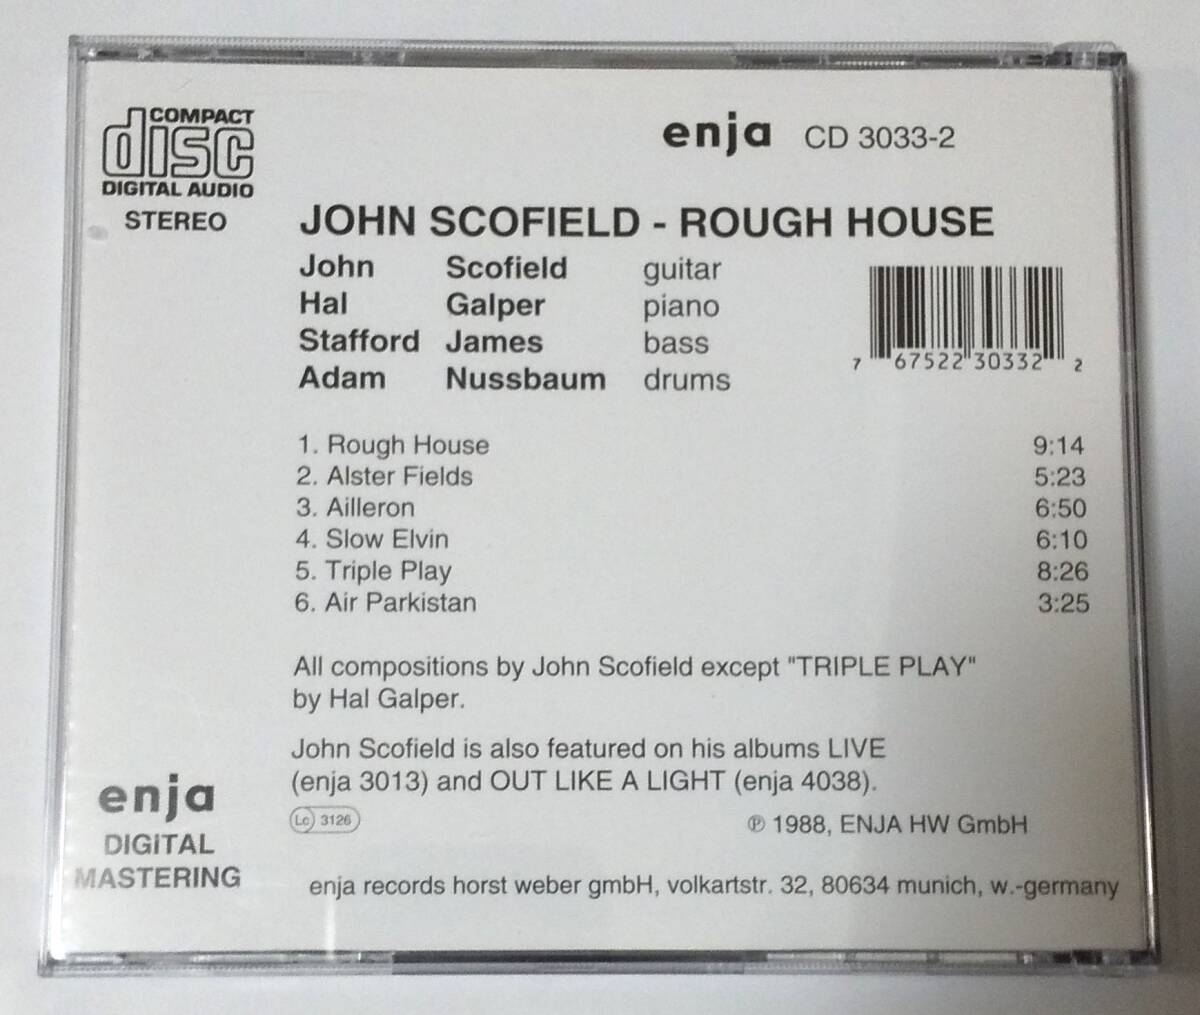 COMPACT
disc
DIGITAL AUDIO
STEREO
enja CD 3033-2
JOHN SCOFIELD - ROUGH HOUSE
John Scofield guitar
Hal Galper piano
Stafford James bass
Adam Nussbaum drums
7 67522 30332 2
1. Rough House 9:14
2. Alster Fields 5:23
3. Ailleron 6:50
4. Slow Elvin 6:10
5. Triple Play 8:26
6. Air Parkistan 3:25
All compositions by John Scofield except "TRIPLE PLAY"
by Hal Galper.
John Scofield is also featured on his albums LIVE
(enja 3013) and OUT LIKE A LIGHT (enja 4038).
LC 3126
℗ 1988, ENJA HW GmbH
enja
DIGITAL
MASTERING
enja records horst weber gmbH, volkartstr. 32, 80634 munich, w.-germany